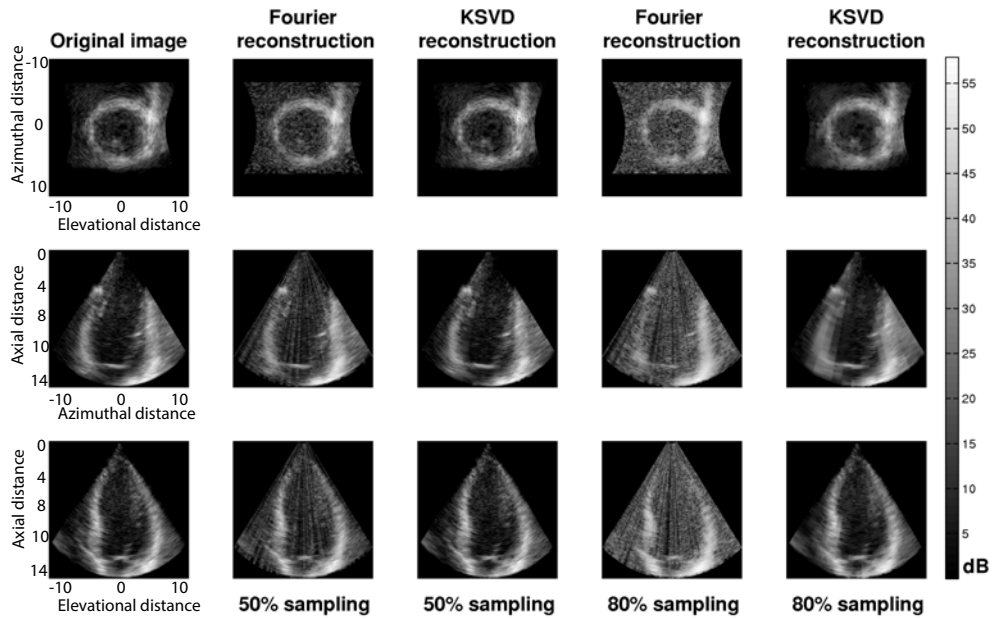 Original image
Fourier
reconstruction
KSVD
reconstruction
Fourier
reconstruction
KSVD
reconstruction
Azimuthal distance
-10
0
10
-10 0 10
Elevational distance
Axial distance
0
4
8
10
14
-10 0 10
Azimuthal distance
Axial distance
0
4
8
10
14
-10 0 10
Elevational distance
50% sampling
50% sampling
80% sampling
80% sampling
55
50
45
40
35
30
25
20
15
10
5
dB